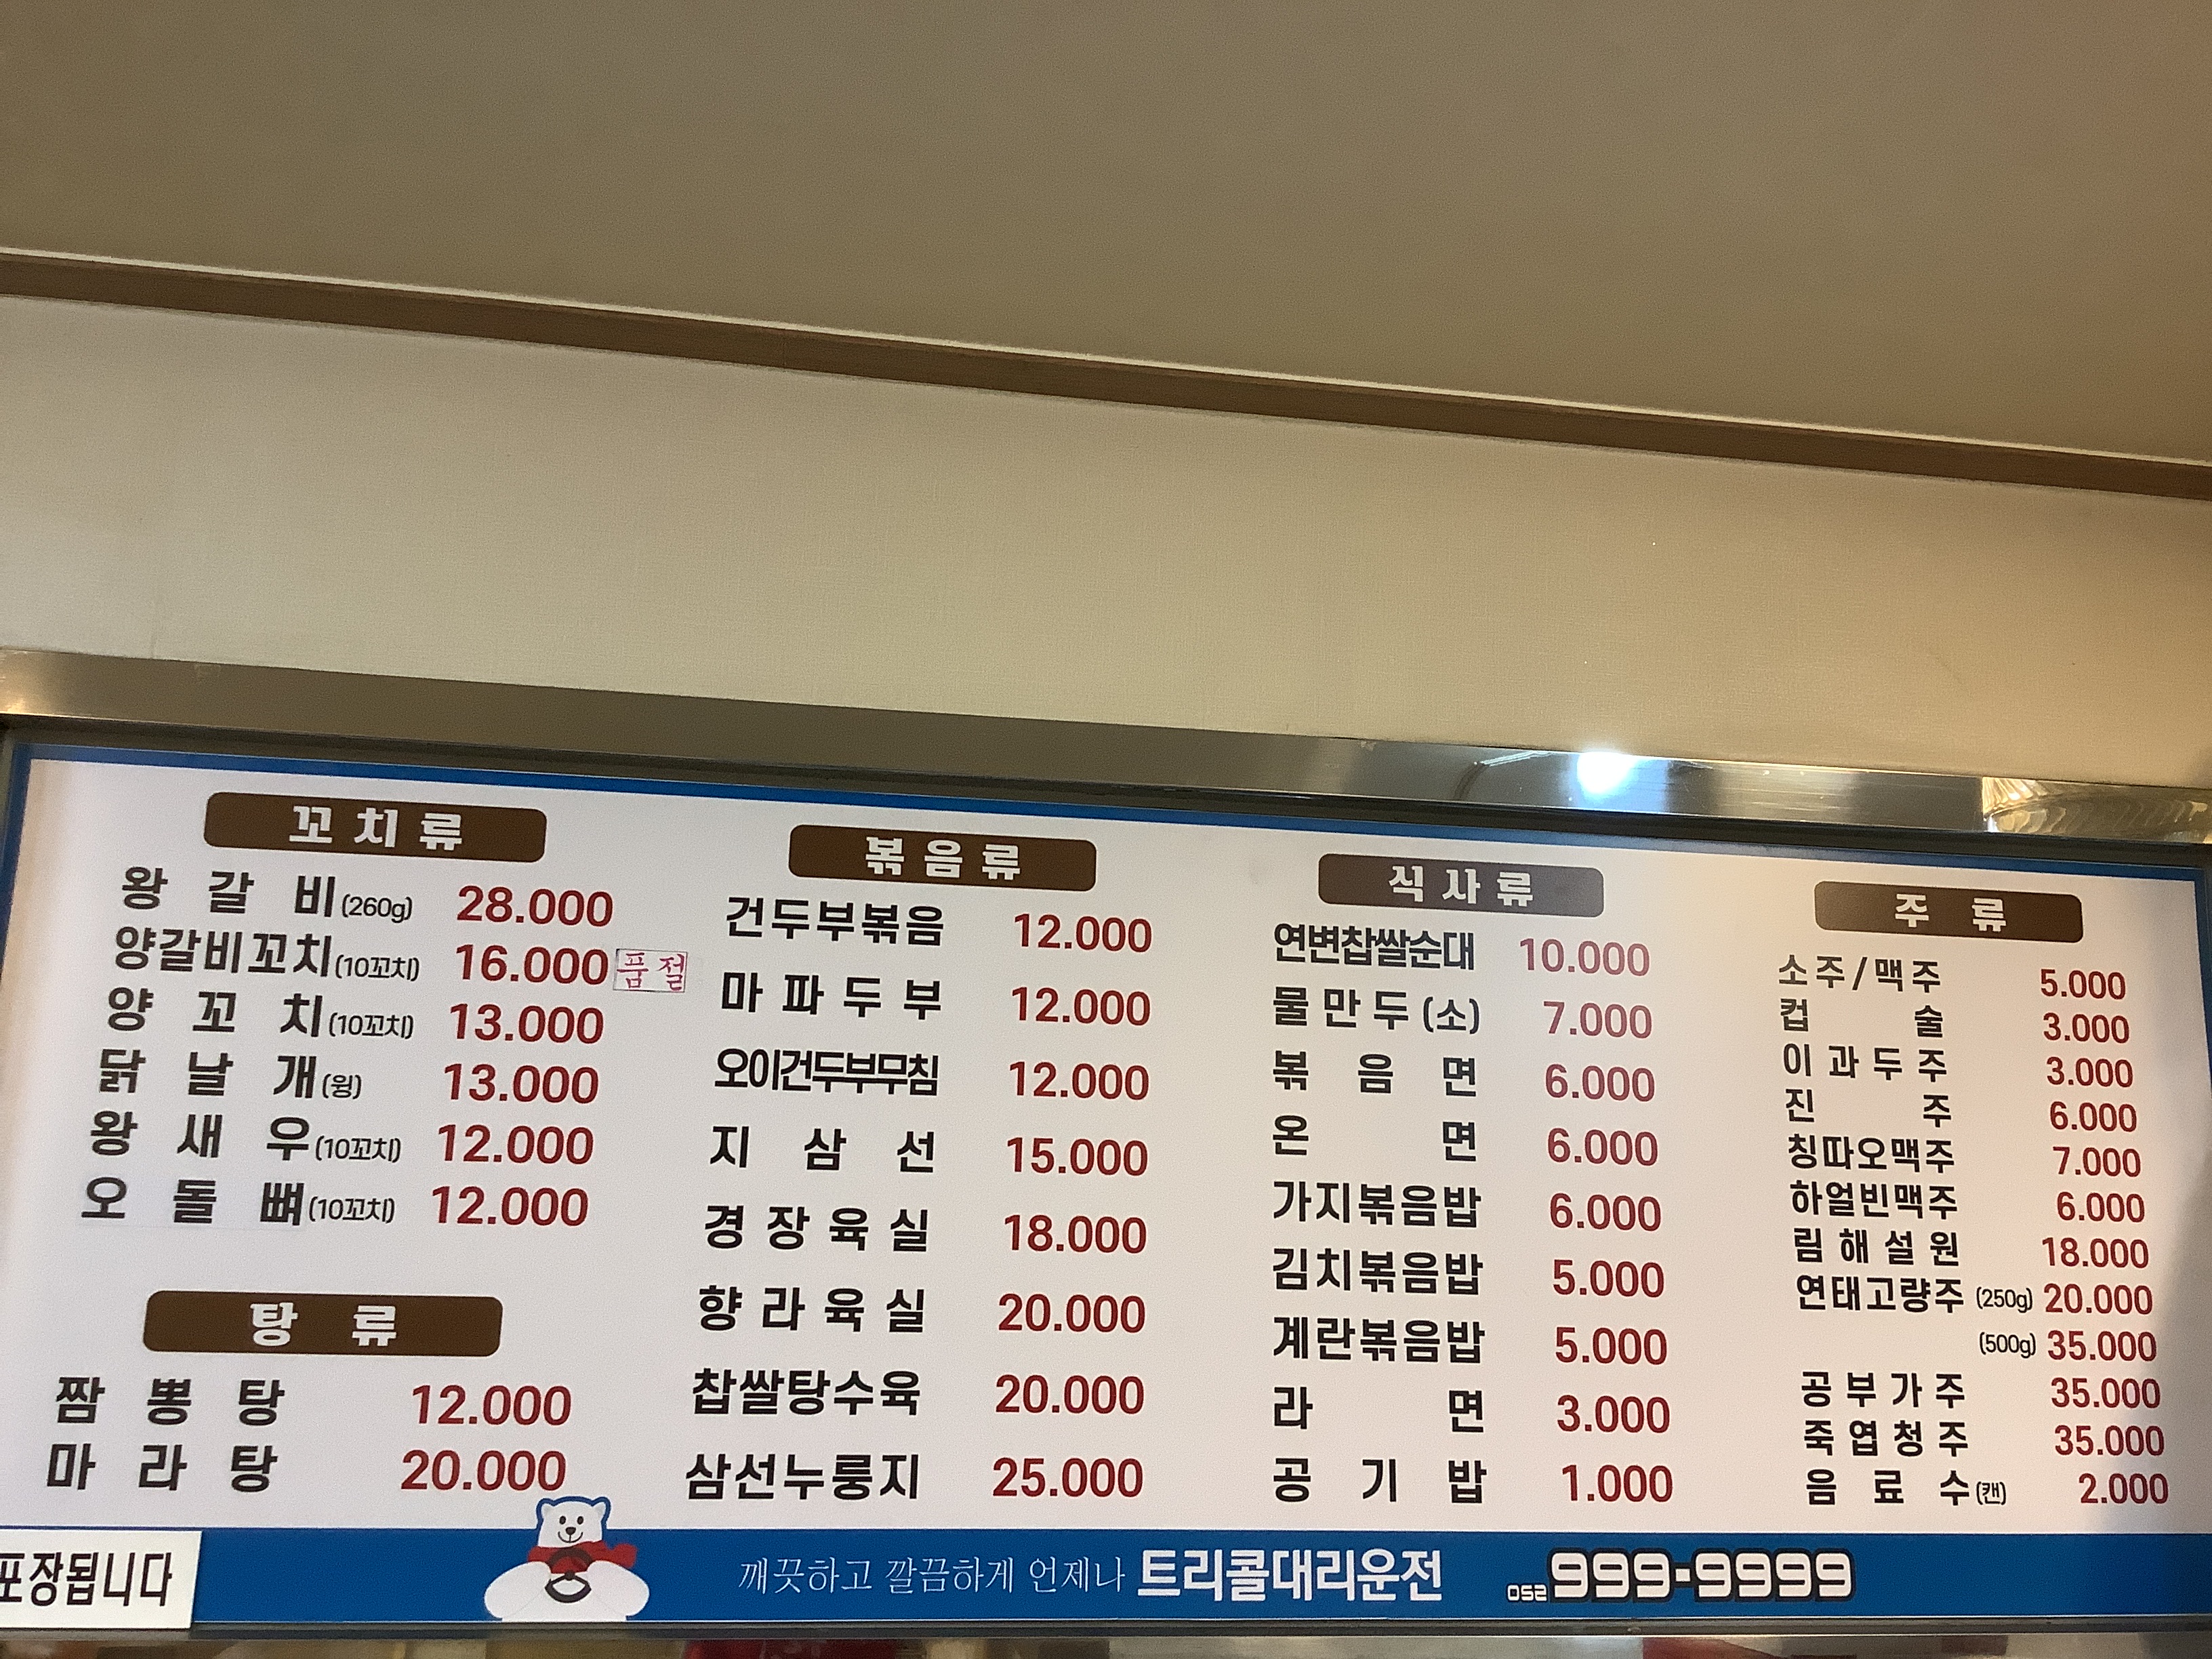 꼬치류
왕갈비(260g) 28.000
양갈비꼬치(10꼬치) 16.000 품절
양꼬치(10꼬치) 13.000
닭날개(윙) 13.000
왕새우(10꼬치) 12.000
오돌뼈(10꼬치) 12.000
탕류
짬뽕탕 12.000
마라탕 20.000
볶음류
건두부볶음 12.000
마파두부 12.000
오이건두부무침 12.000
지삼선 15.000
경장육실 18.000
향라육실 20.000
찹쌀탕수육 20.000
삼선누룽지 25.000
식사류
연변찹쌀순대 10.000
물만두(소) 7.000
볶음면 6.000
온면 6.000
가지볶음밥 6.000
김치볶음밥 5.000
계란볶음밥 5.000
라면 3.000
공기밥 1.000
주류
소주/맥주 5.000
컵술 3.000
이과두주 3.000
진주 6.000
칭따오맥주 7.000
하얼빈맥주 6.000
림해설원 18.000
연태고량주(250g) 20.000
(500g) 35.000
공부가주 35.000
죽엽청주 35.000
음료수(캔) 2.000
포장됩니다
깨끗하고 깔끔하게 언제나 트리콜대리운전 052 999-9999